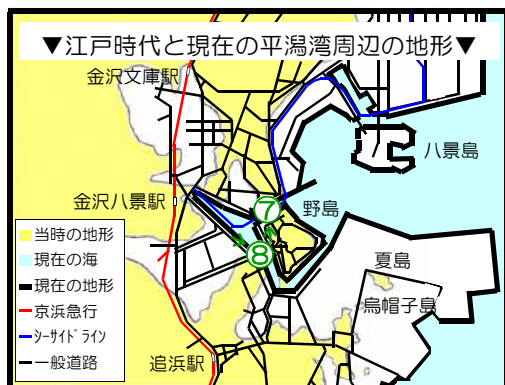 ▼江戸時代と現在の平潟湾周辺の地形▼
金沢文庫駅
八景島
金沢八景駅
⑦
野島
⑧
夏島
烏帽子島
追浜駅
当時の地形
現在の海
現在の地形
京浜急行
シーサイドライン
一般道路